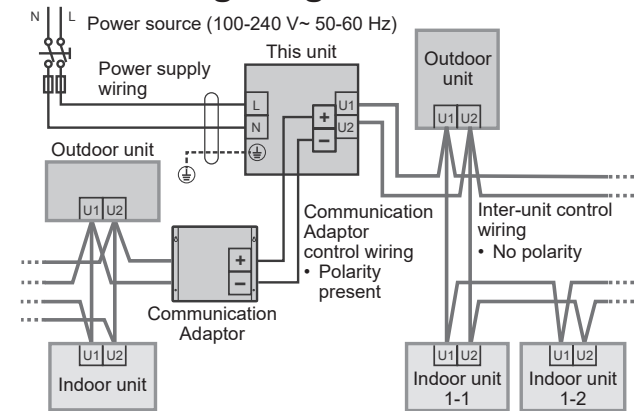 N L Power source (100-240 V~ 50-60 Hz)
This unit
Power supply
wiring
L
N
U1
U2
+
−
Outdoor
unit
U1 U2
Outdoor unit
U1 U2
Communication
Adaptor
control wiring
• Polarity
present
Inter-unit control
wiring
• No polarity
+
−
Communication
Adaptor
U1 U2
Indoor unit
U1 U2
Indoor unit
1-1
U1 U2
Indoor unit
1-2